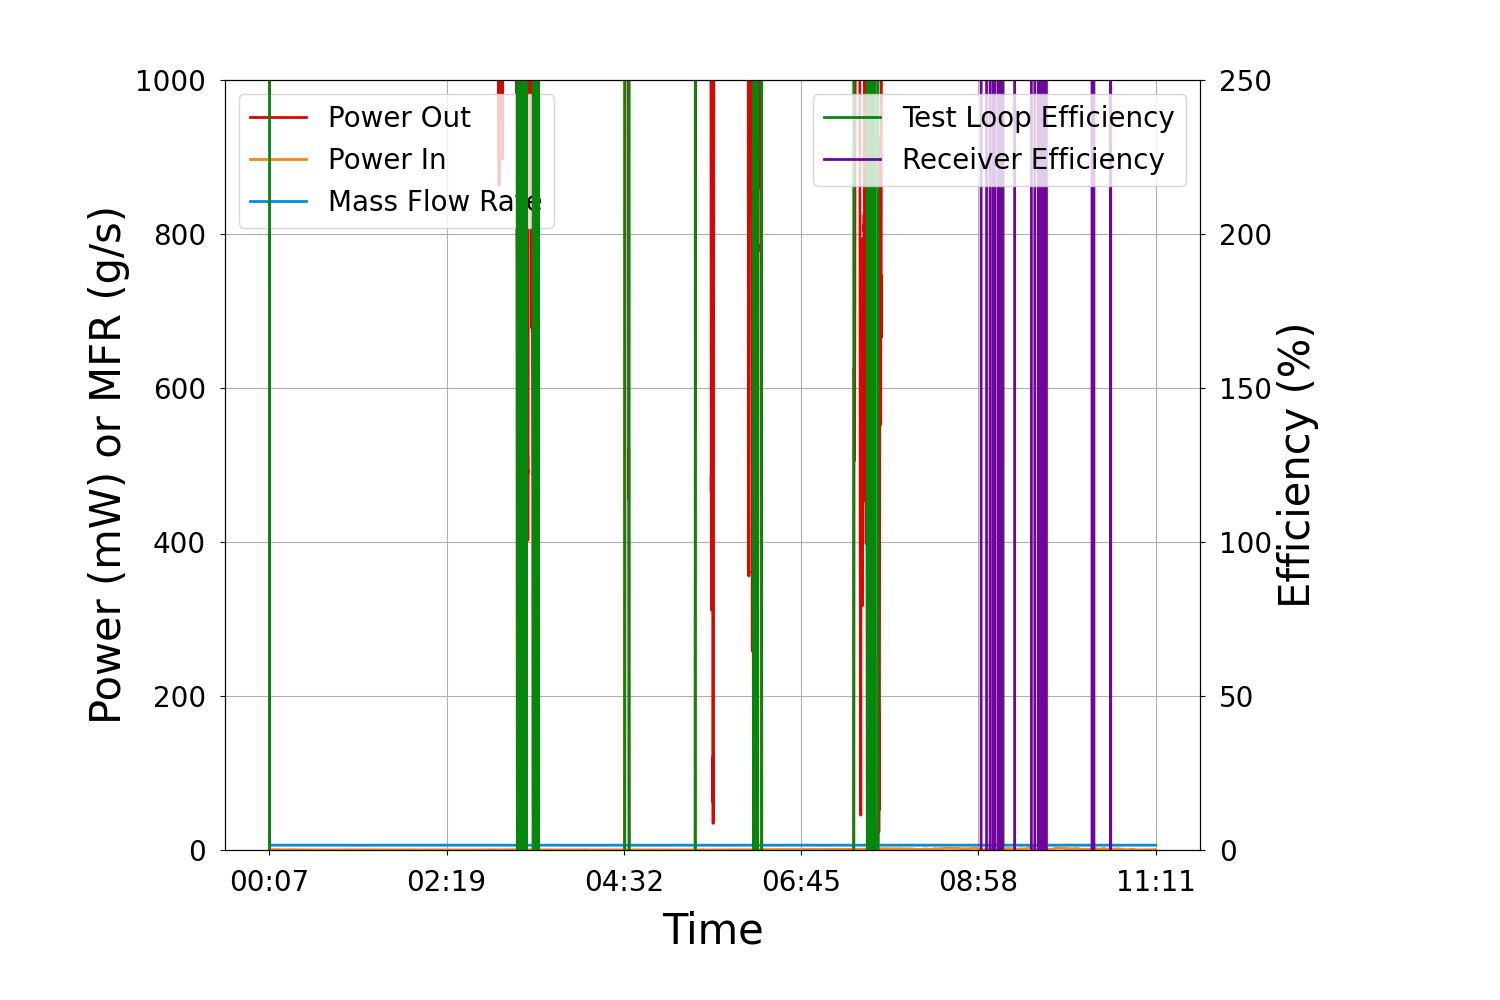 1000
800
600
400
200
0
Power (mW) or MFR (g/s)
Power Out
Power In
Mass Flow Rate
Test Loop Efficiency
Receiver Efficiency
250
200
150
100
50
0
Efficiency (%)
00:07 02:19 04:32 06:45 08:58 11:11
Time